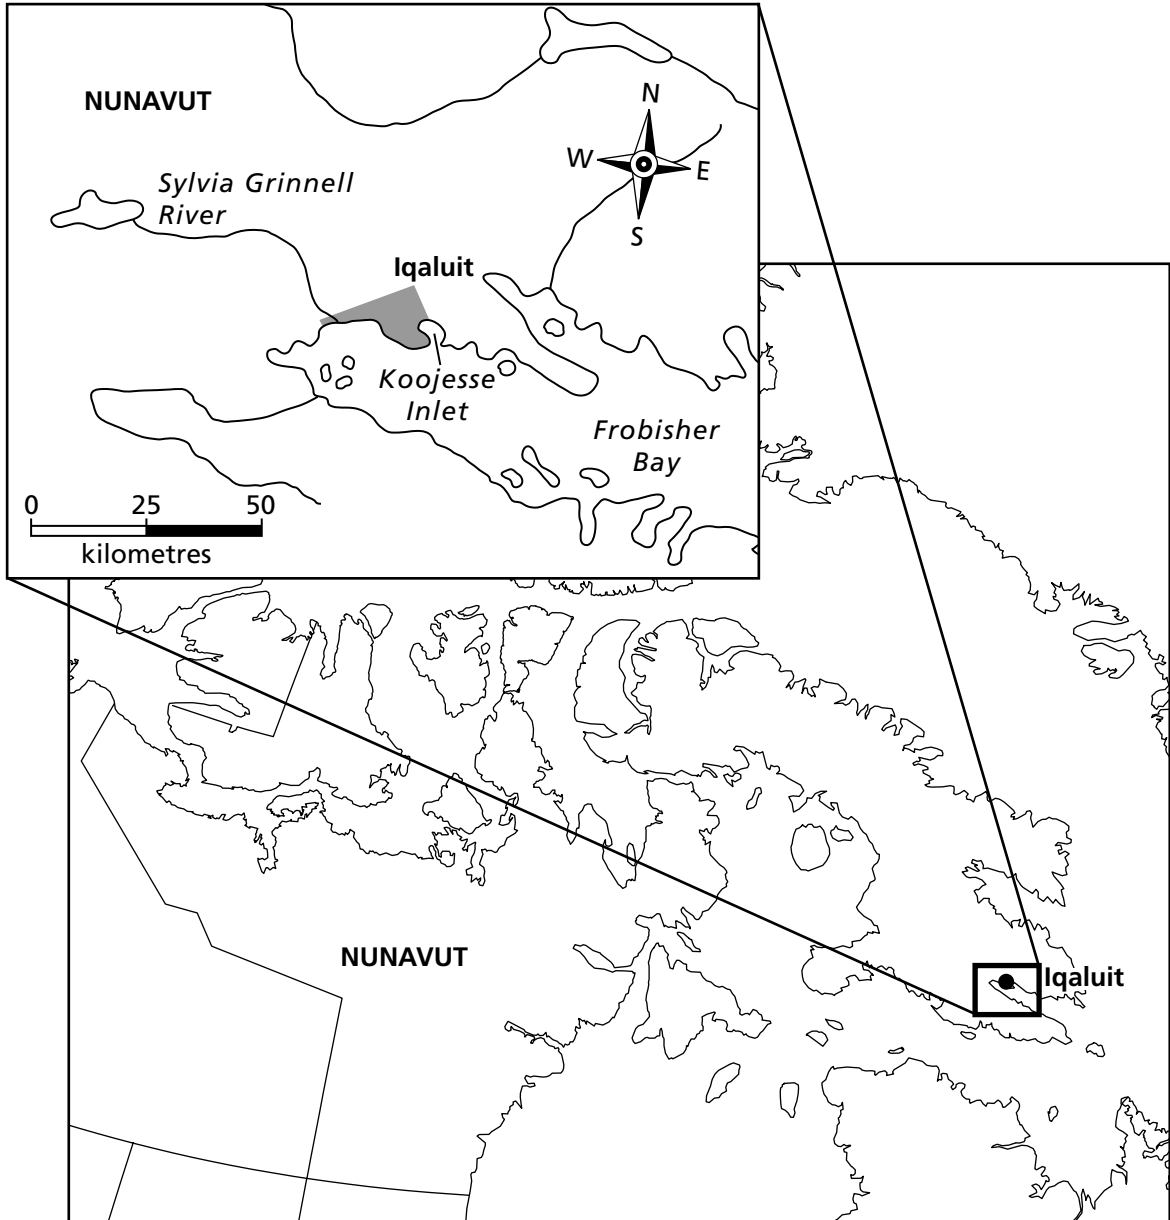 NUNAVUT
N
W
E
S
Sylvia Grinnell
River
Iqaluit
Koojesse
Inlet
Frobisher
Bay
0 25 50
kilometres
NUNAVUT
Iqaluit